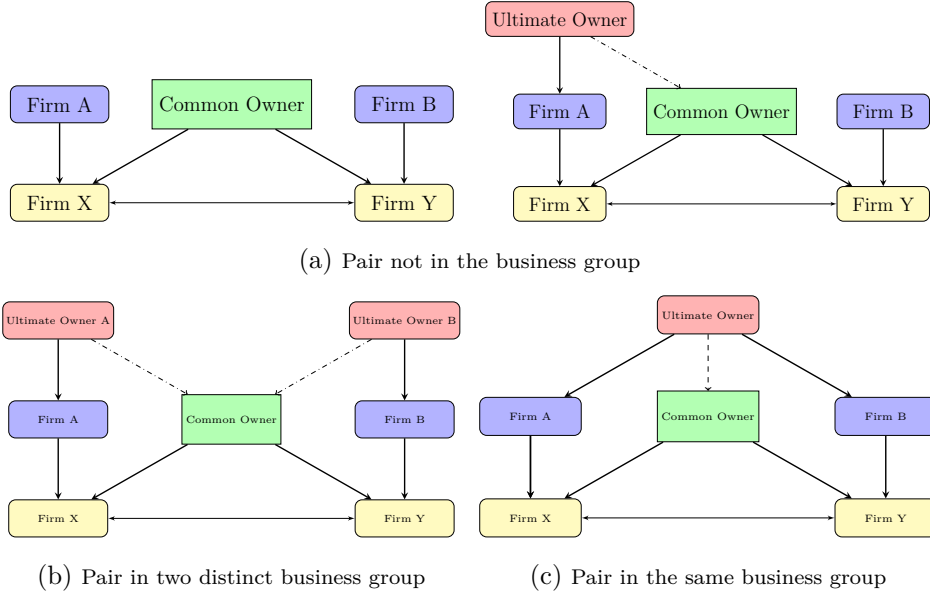 Ultimate Owner
Firm A
Common Owner
Firm B
Firm A
Common Owner
Firm B
Firm X
Firm Y
Firm X
Firm Y
(a) Pair not in the business group
Ultimate Owner A
Ultimate Owner B
Ultimate Owner
Firm A
Common Owner
Firm B
Firm A
Common Owner
Firm B
Firm X
Firm Y
Firm X
Firm Y
(b) Pair in two distinct business group
(c) Pair in the same business group